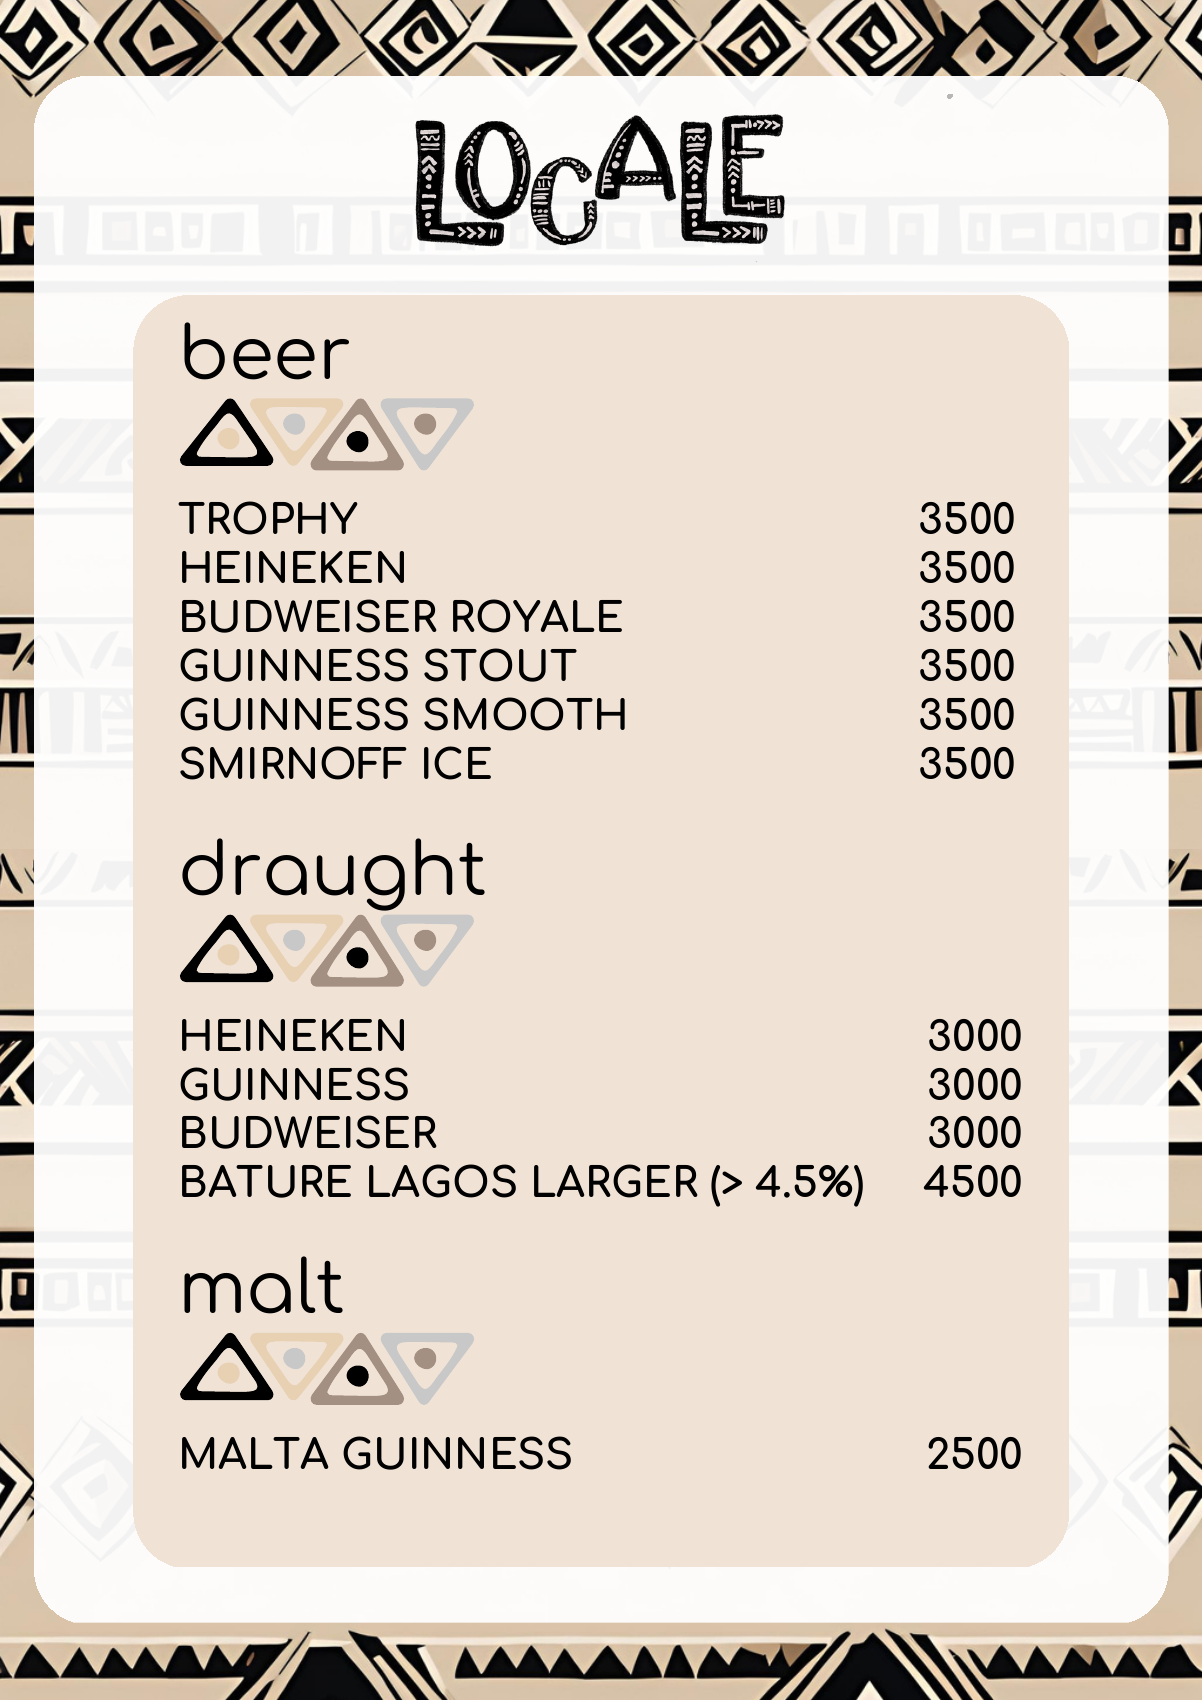 LOCALE
beer
TROPHY 3500
HEINEKEN 3500
BUDWEISER ROYALE 3500
GUINNESS STOUT 3500
GUINNESS SMOOTH 3500
SMIRNOFF ICE 3500
draught
HEINEKEN 3000
GUINNESS 3000
BUDWEISER 3000
BATURE LAGOS LARGER (> 4.5%) 4500
malt
MALTA GUINNESS 2500